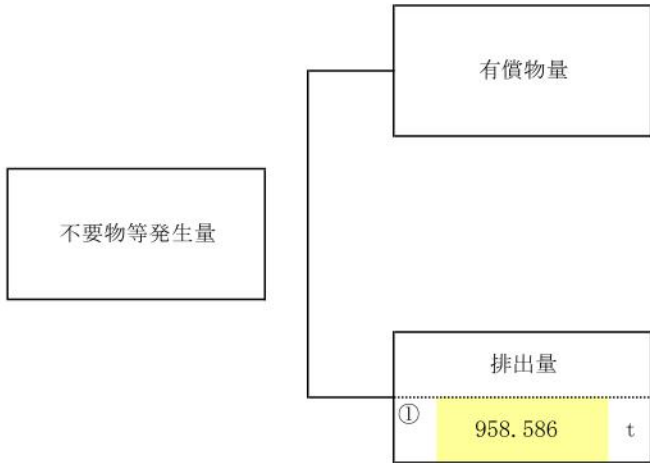 有償物量
不要物等発生量
排出量
①
958.586 t